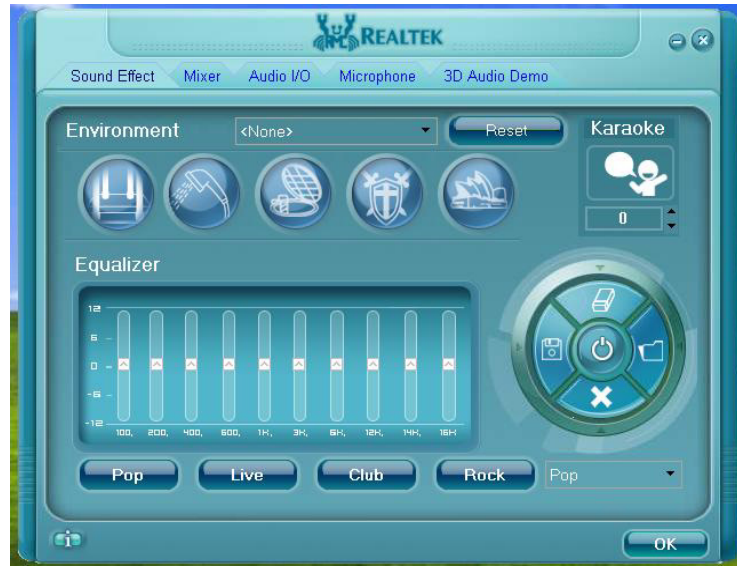 REALTEK
Sound Effect Mixer Audio I/O Microphone 3D Audio Demo
Environment <None> Reset Karaoke
0
Equalizer
12
6
0
-6
-12
100, 200, 400, 600, 1K, 3K, 6K, 12K, 14K, 16K
Pop Live Club Rock Pop
OK